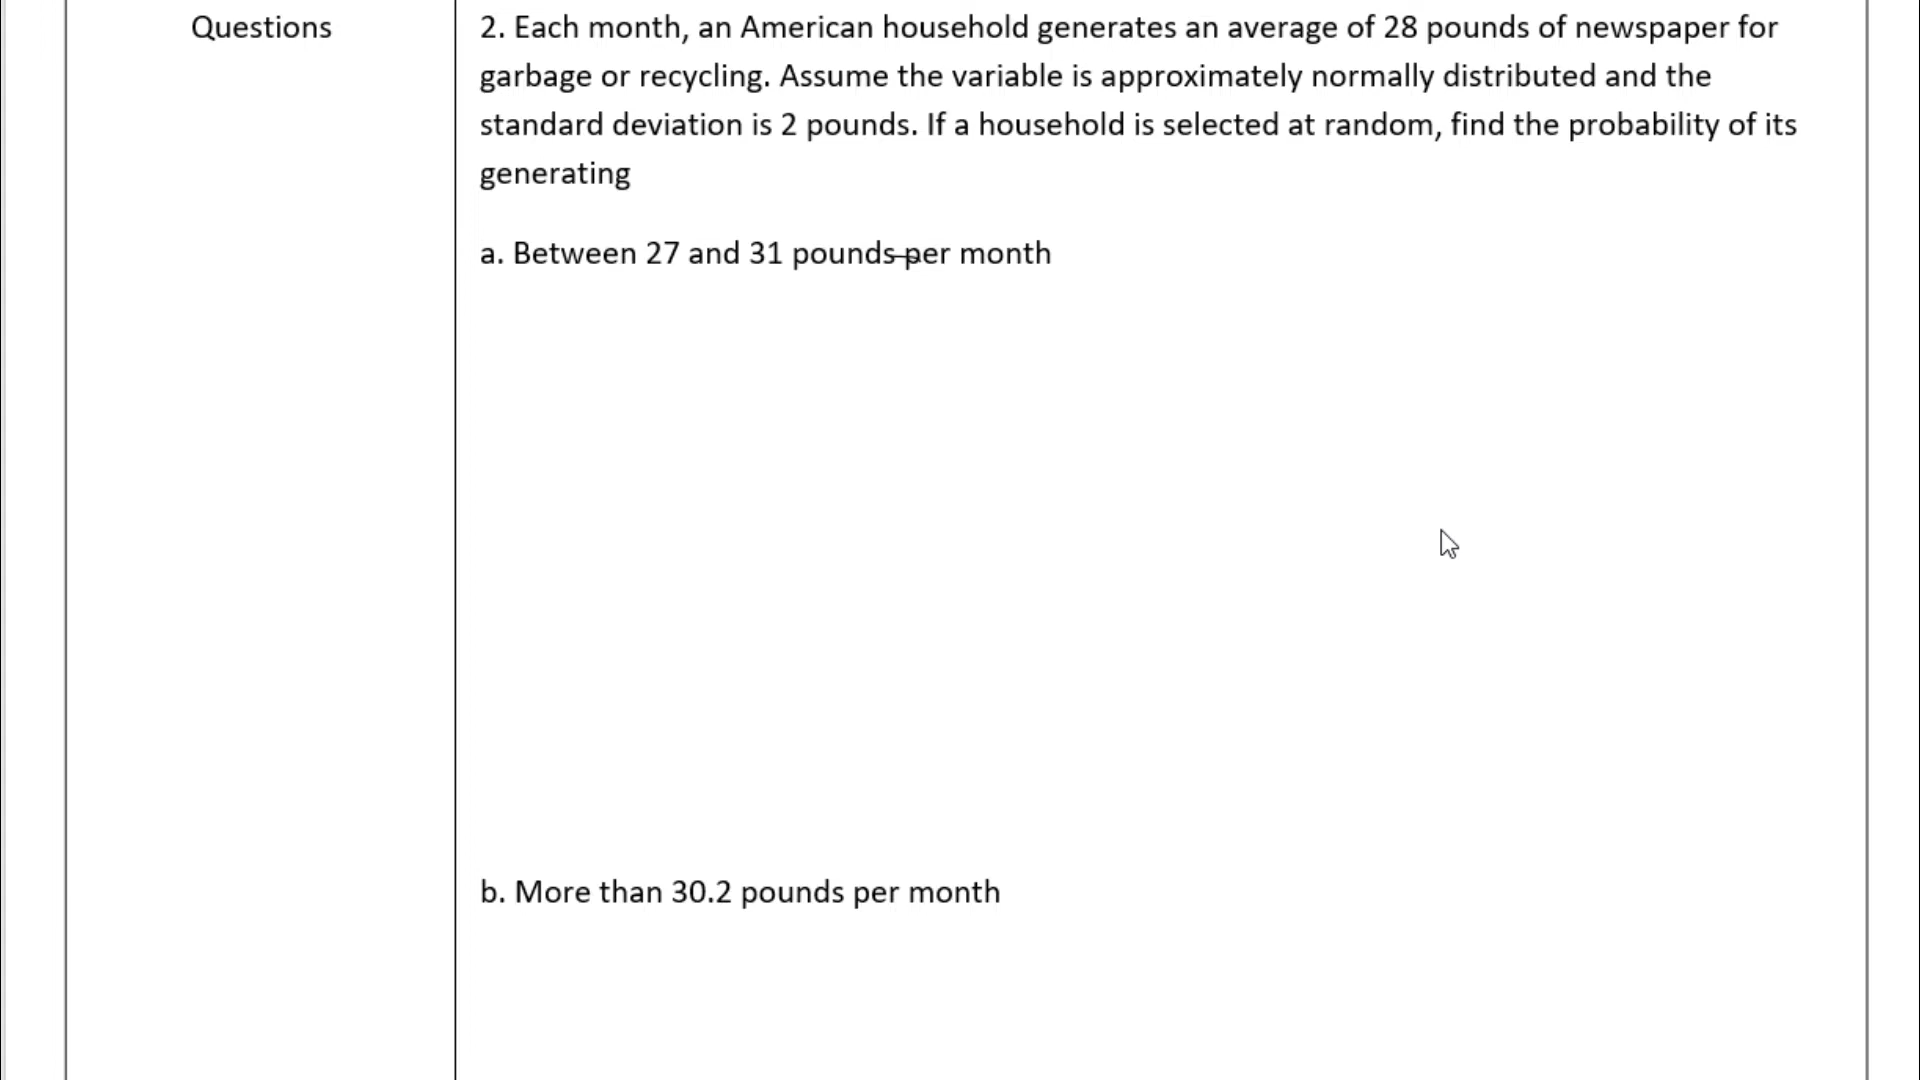 Questions
2. Each month, an American household generates an average of 28 pounds of newspaper for
garbage or recycling. Assume the variable is approximately normally distributed and the
standard deviation is 2 pounds. If a household is selected at random, find the probability of its
generating
a. Between 27 and 31 pounds per month
b. More than 30.2 pounds per month